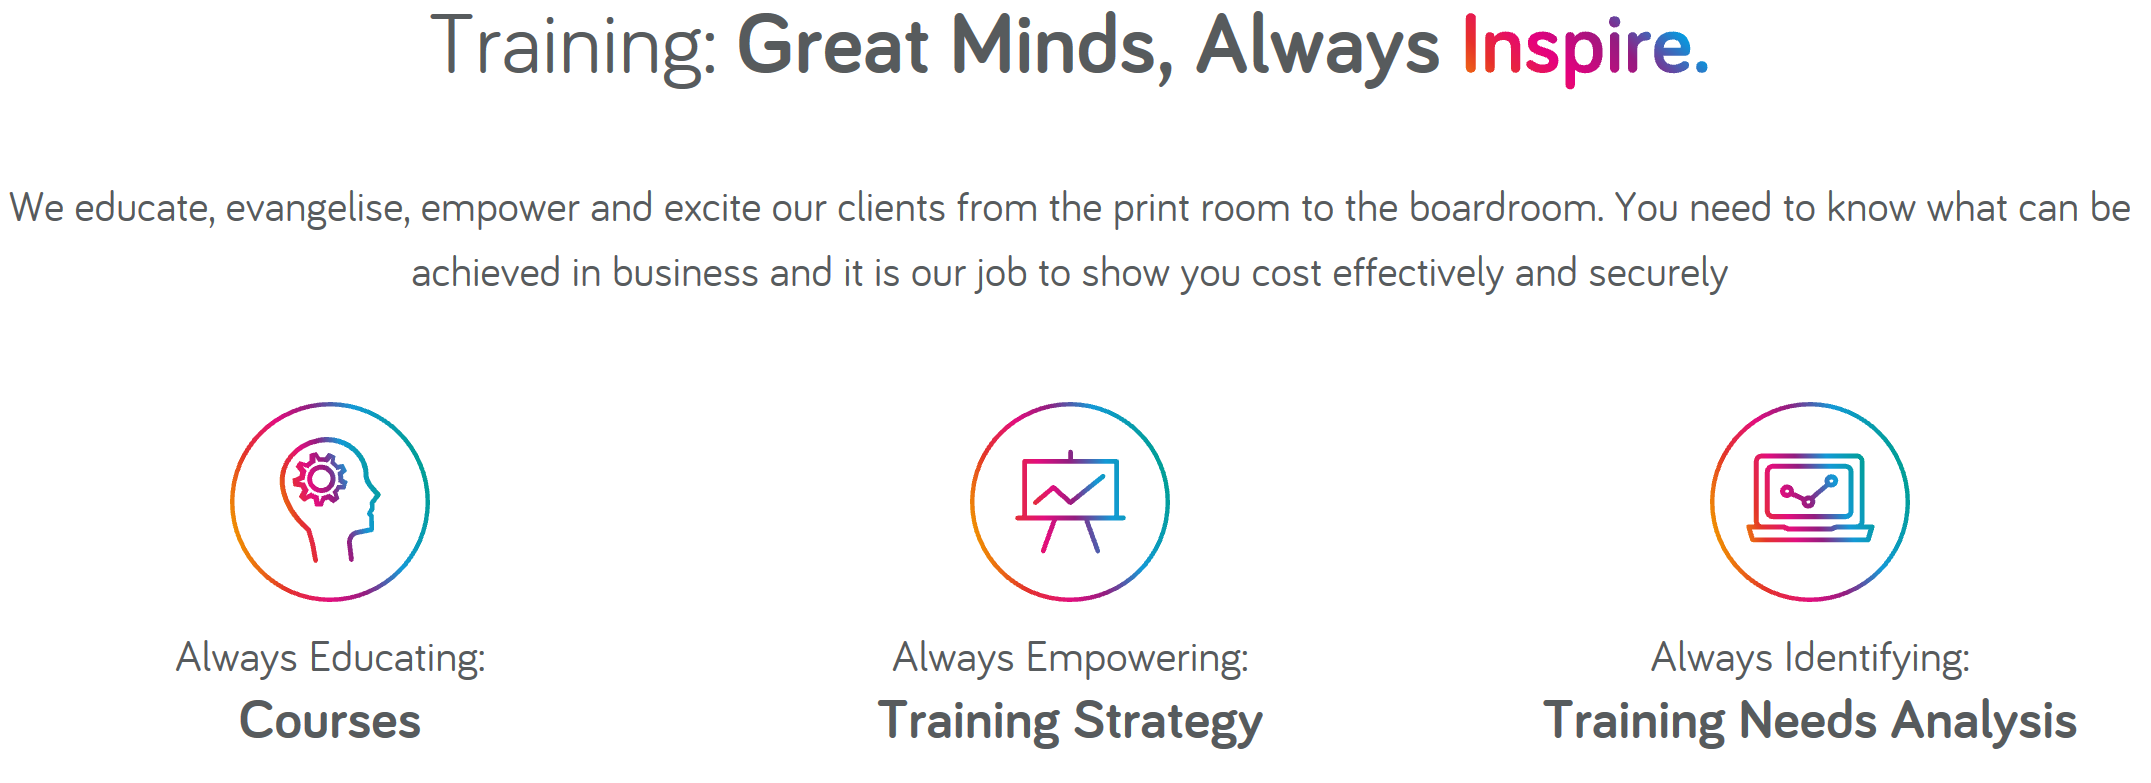 Training: Great Minds, Always Inspire.
We educate, evangelise, empower and excite our clients from the print room to the boardroom. You need to know what can be
achieved in business and it is our job to show you cost effectively and securely
Always Educating:
Courses
Always Empowering:
Training Strategy
Always Identifying:
Training Needs Analysis